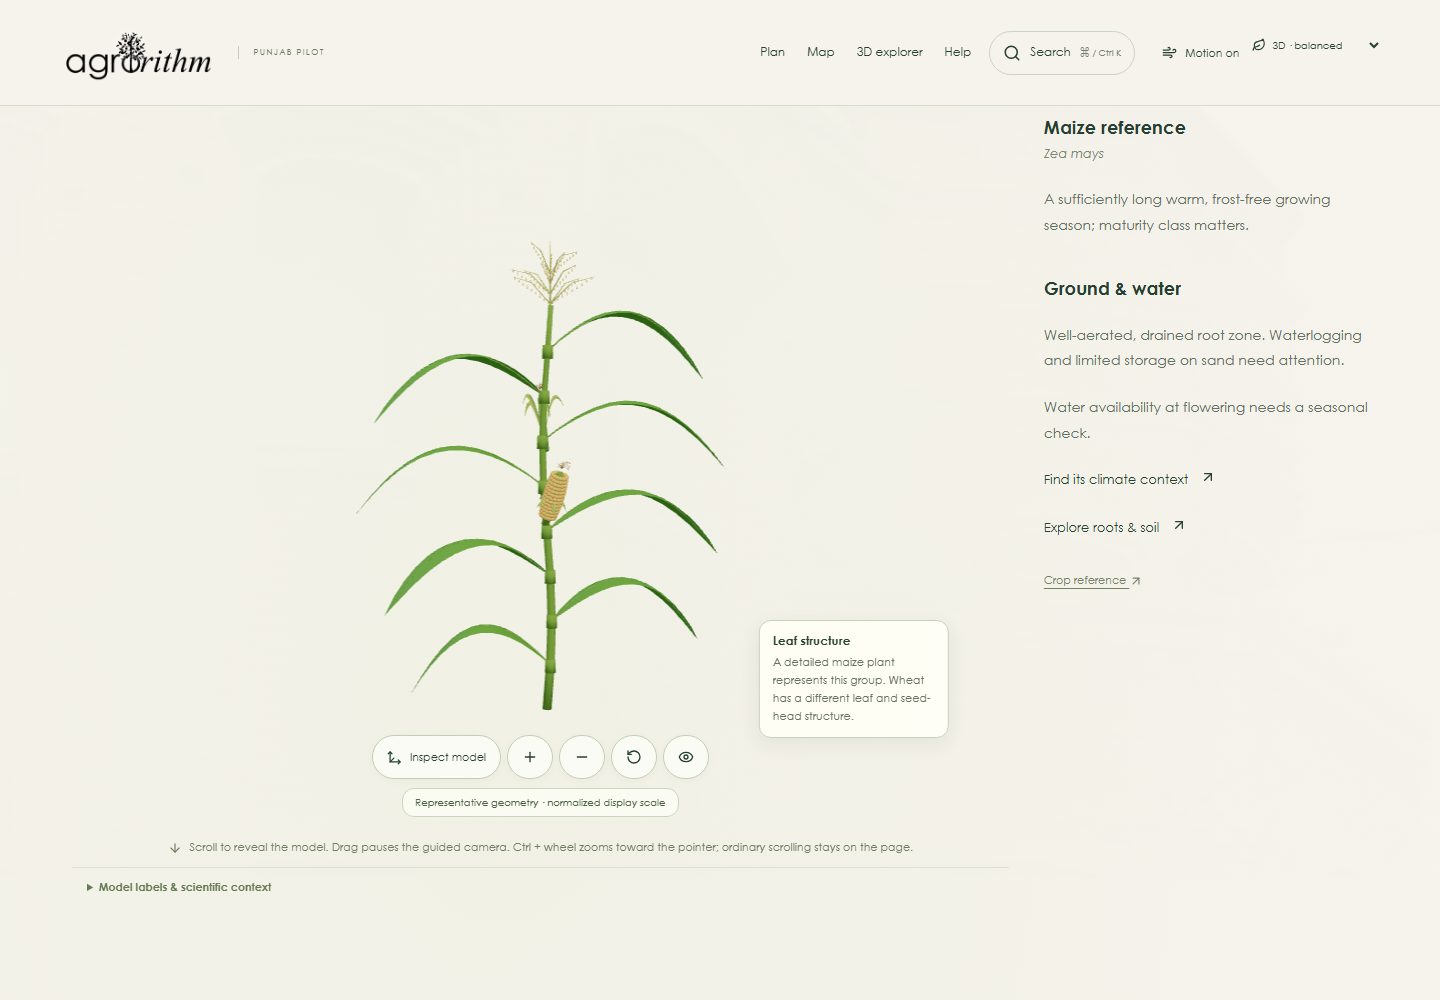 agrorithm
PUNJAB PILOT
Plan
Map
3D explorer
Help
Search ⌘ / Ctrl K
Motion on
3D · balanced
Maize reference
Zea mays
A sufficiently long warm, frost-free growing
season; maturity class matters.
Ground & water
Well-aerated, drained root zone. Waterlogging
and limited storage on sand need attention.
Water availability at flowering needs a seasonal
check.
Find its climate context
Explore roots & soil
Crop reference
Leaf structure
A detailed maize plant
represents this group. Wheat
has a different leaf and seed-
head structure.
Inspect model
Representative geometry · normalized display scale
Scroll to reveal the model. Drag pauses the guided camera. Ctrl + wheel zooms toward the pointer; ordinary scrolling stays on the page.
Model labels & scientific context